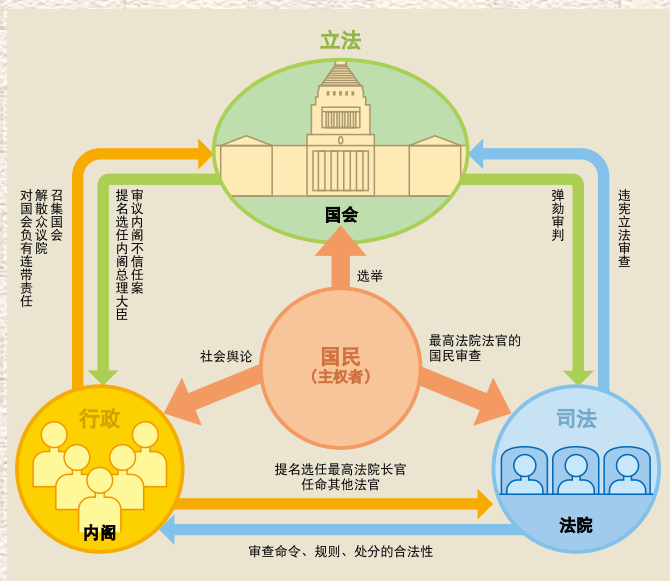 立法
国会
召集国会
解散众议院
对国会负有连带责任
审议内阁不信任案
提名选任内阁总理大臣
弹劾审判
违宪立法审查
选举
社会舆论
国民
（主权者）
最高法院法官的
国民审查
行政
内阁
司法
法院
提名选任最高法院长官
任命其他法官
审查命令、规则、处分的合法性